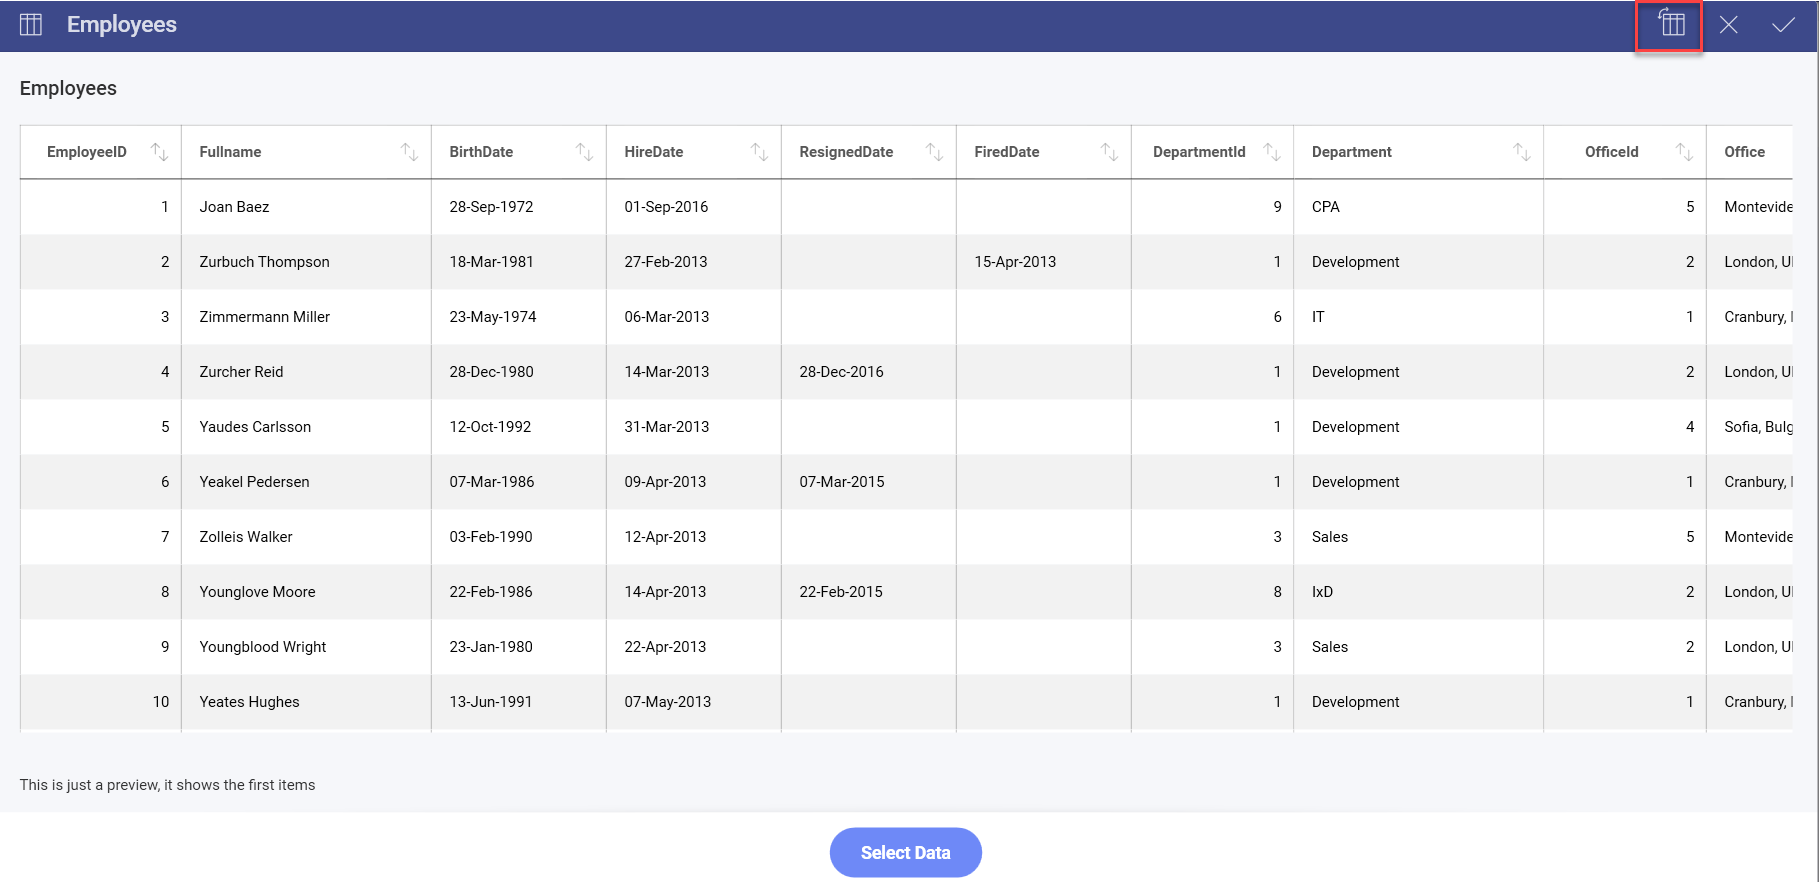 Employees
Employees
EmployeeID Fullname BirthDate HireDate ResignedDate FiredDate DepartmentId Department OfficeId Office
1 Joan Baez 28-Sep-1972 01-Sep-2016 9 CPA 5 Montevide
2 Zurbuch Thompson 18-Mar-1981 27-Feb-2013 15-Apr-2013 1 Development 2 London, U
3 Zimmermann Miller 23-May-1974 06-Mar-2013 6 IT 1 Cranbury,
4 Zurcher Reid 28-Dec-1980 14-Mar-2013 28-Dec-2016 1 Development 2 London, U
5 Yaudes Carlsson 12-Oct-1992 31-Mar-2013 1 Development 4 Sofia, Bulg
6 Yeakel Pedersen 07-Mar-1986 09-Apr-2013 07-Mar-2015 1 Development 1 Cranbury,
7 Zolleis Walker 03-Feb-1990 12-Apr-2013 3 Sales 5 Montevide
8 Younglove Moore 22-Feb-1986 14-Apr-2013 22-Feb-2015 8 IxD 2 London, U
9 Youngblood Wright 23-Jan-1980 22-Apr-2013 3 Sales 2 London, U
10 Yeates Hughes 13-Jun-1991 07-May-2013 1 Development 1 Cranbury,
This is just a preview, it shows the first items
Select Data